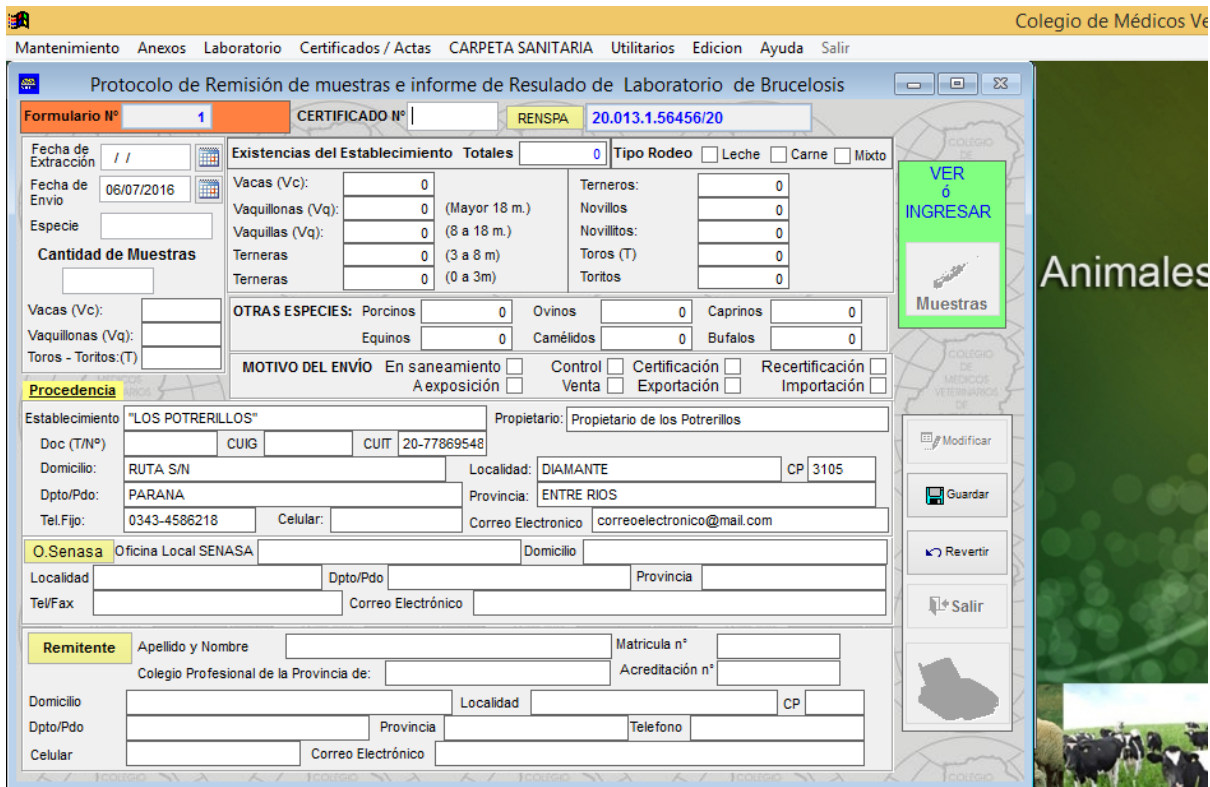 Colegio de Médicos Ve
Mantenimiento Anexos Laboratorio Certificados / Actas CARPETA SANITARIA Utilitarios Edicion Ayuda Salir
Protocolo de Remisión de muestras e informe de Resulado de Laboratorio de Brucelosis
Formulario Nº 1 CERTIFICADO Nº RENSPA 20.013.1.56456/20
Fecha de Extracción / /
Fecha de Envio 06/07/2016
Especie
Cantidad de Muestras
Vacas (Vc):
Vaquillonas (Vq):
Toros - Toritos:(T)
Existencias del Establecimiento Totales 0 Tipo Rodeo Leche Carne Mixto
Vacas (Vc): 0 Terneros: 0
Vaquillonas (Vq): 0 (Mayor 18 m.) Novillos 0
Vaquillas (Vq): 0 (8 a 18 m.) Novillitos: 0
Terneras 0 (3 a 8 m) Toros (T) 0
Terneras 0 (0 a 3m) Toritos 0
OTRAS ESPECIES: Porcinos 0 Ovinos 0 Caprinos 0
Equinos 0 Camélidos 0 Bufalos 0
MOTIVO DEL ENVÍO En saneamiento Control Certificación Recertificación
A exposición Venta Exportación Importación
VER
ó
INGRESAR
Muestras
Animales
Procedencia
Establecimiento "LOS POTRERILLOS" Propietario: Propietario de los Potrerillos
Doc (T/Nº) CUIG CUIT 20-77869548
Domicilio: RUTA S/N Localidad: DIAMANTE CP 3105
Dpto/Pdo: PARANA Provincia: ENTRE RIOS
Tel.Fijo: 0343-4586218 Celular: Correo Electronico correoelectronico@mail.com
O.Senasa Oficina Local SENASA Domicilio
Localidad Dpto/Pdo Provincia
Tel/Fax Correo Electrónico
Remitente Apellido y Nombre Matricula n°
Colegio Profesional de la Provincia de: Acreditación n°
Domicilio Localidad CP
Dpto/Pdo Provincia Telefono
Celular Correo Electrónico
Modificar
Guardar
Revertir
Salir
COLEGIO
DE
MEDICOS
VETERINARIOS
DE